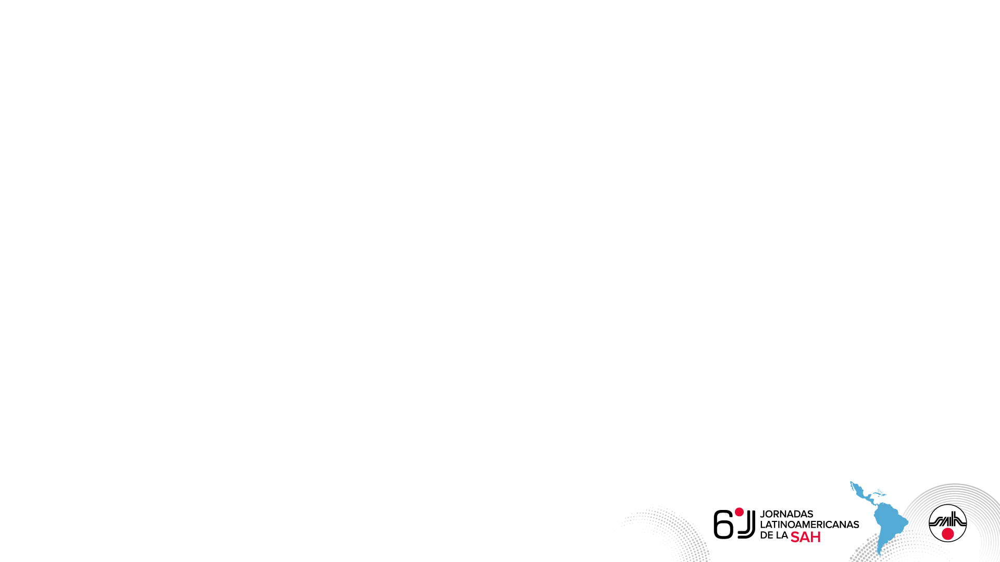 6J JORNADAS
LATINOAMERICANAS
DE LA SAH